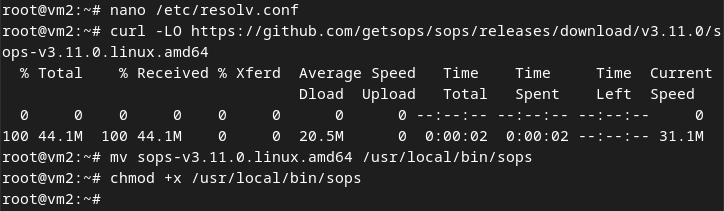 root@vm2:~# nano /etc/resolv.conf
root@vm2:~# curl -LO https://github.com/getsops/sops/releases/download/v3.11.0/s
ops-v3.11.0.linux.amd64
  % Total    % Received % Xferd  Average Speed   Time    Time     Time  Current
                                 Dload  Upload   Total   Spent    Left  Speed
  0     0    0     0    0     0      0      0 --:--:-- --:--:-- --:--:--     0
100 44.1M  100 44.1M    0     0  20.5M      0  0:00:02  0:00:02 --:--:-- 31.1M
root@vm2:~# mv sops-v3.11.0.linux.amd64 /usr/local/bin/sops
root@vm2:~# chmod +x /usr/local/bin/sops
root@vm2:~#